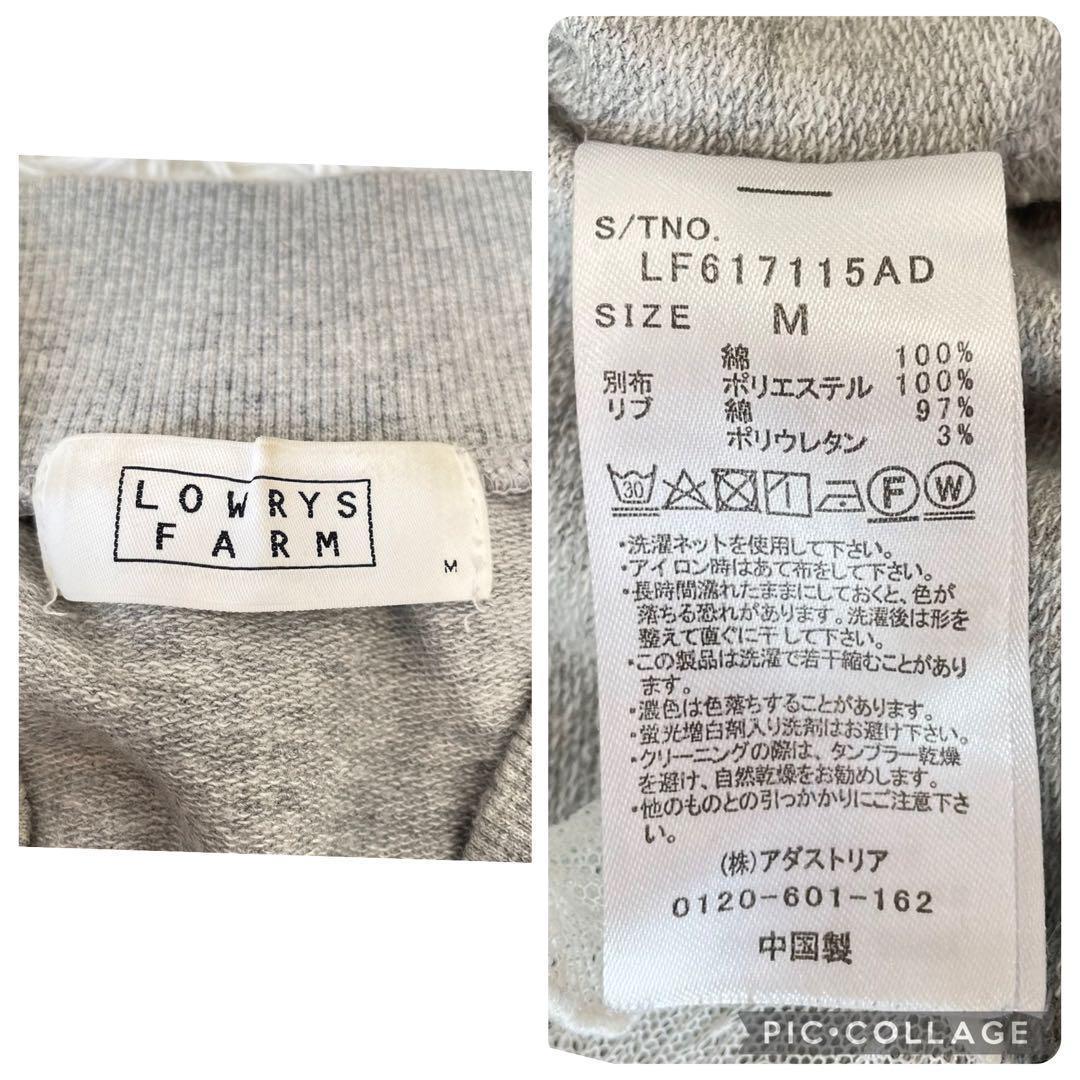 LOWRYS
FARM
M
S/TNO.
LF617115AD
SIZE M
綿 100%
別布 ポリエステル 100%
リブ 綿 97%
ポリウレタン 3%
30
F W
・洗濯ネットを使用して下さい。
・アイロン時はあて布をして下さい。
・長時間濡れたままにしておくと、色が
落ちる恐れがあります。洗濯後は形を
整えて直ぐに干して下さい。
・この製品は洗濯で若干縮むことがあり
ます。
・濃色は色落ちすることがあります。
・蛍光増白剤入り洗剤はお避け下さい。
・クリーニングの際は、タンブラー乾燥
を避け、自然乾燥をお勧めします。
・他のものとの引っかかりにご注意下さ
い。
(株)アダストリア
0120-601-162
中国製
PIC・COLLAGE